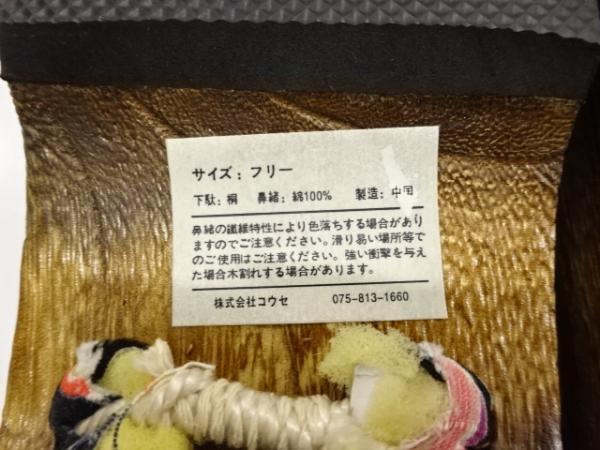 サイズ：フリー
下駄：桐　鼻緒：綿100%　製造：中国
鼻緒の繊維特性により色落ちする場合があり
ますのでご注意ください。滑り易い場所等で
のご使用はご注意ください。強い衝撃を与え
た場合木割れする場合があります。
株式会社コウセ　075-813-1660